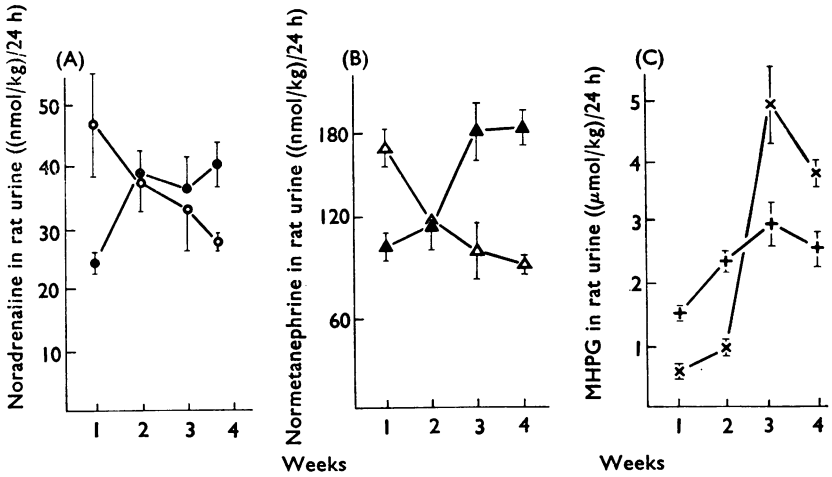 (A)
Noradrenaline in rat urine ((nmol/kg)/24 h)
50
40
30
20
10
1 2 3 4
(B)
Normetanephrine in rat urine ((nmol/kg)/24 h)
180
120
60
1 2 3 4
Weeks
(C)
MHPG in rat urine ((μmol/kg)/24 h)
5
4
3
2
1
1 2 3 4
Weeks